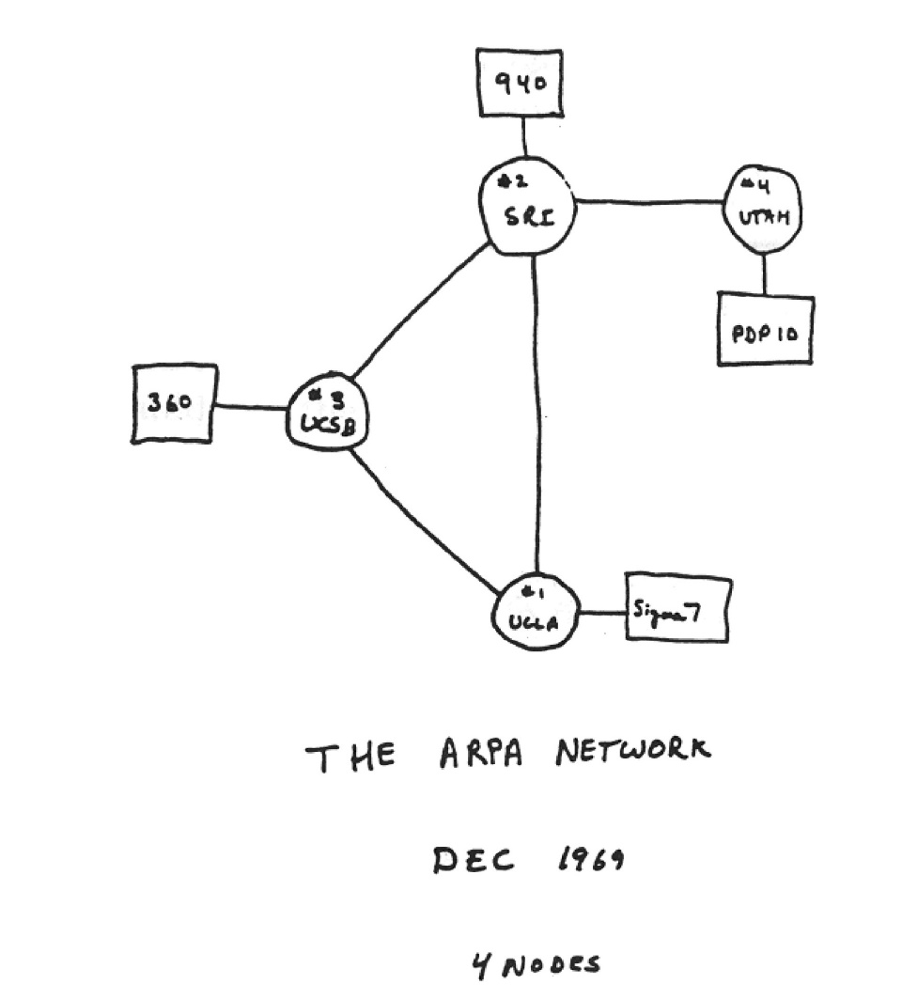 940
#2
SRI
#4
UTAH
PDP 10
360
#3
UCSB
#1
UCLA
Sigma 7
THE ARPA NETWORK
DEC 1969
4 NODES